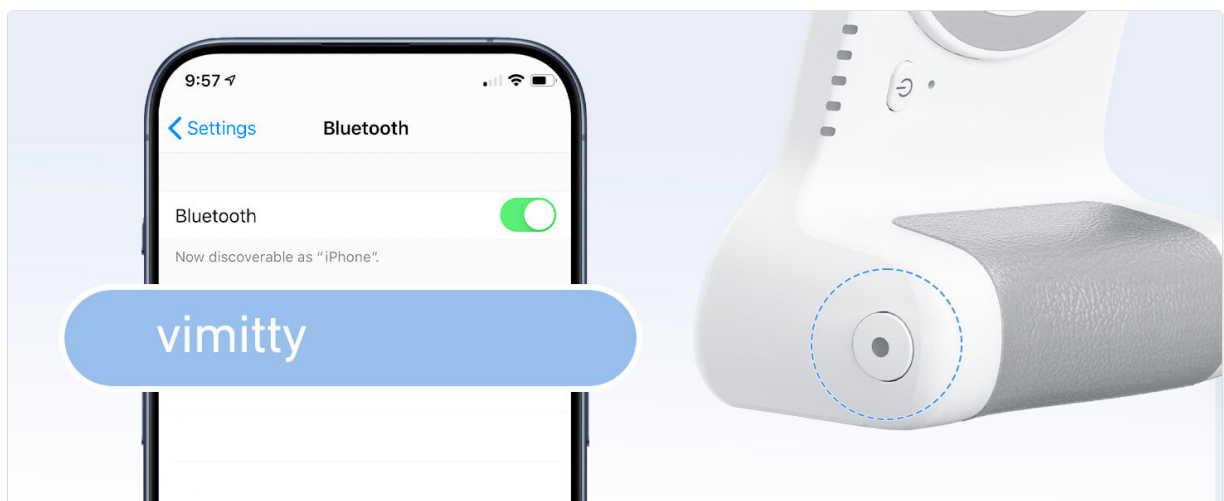 9:57
Settings
Bluetooth
Bluetooth
Now discoverable as “iPhone”.
vimitty